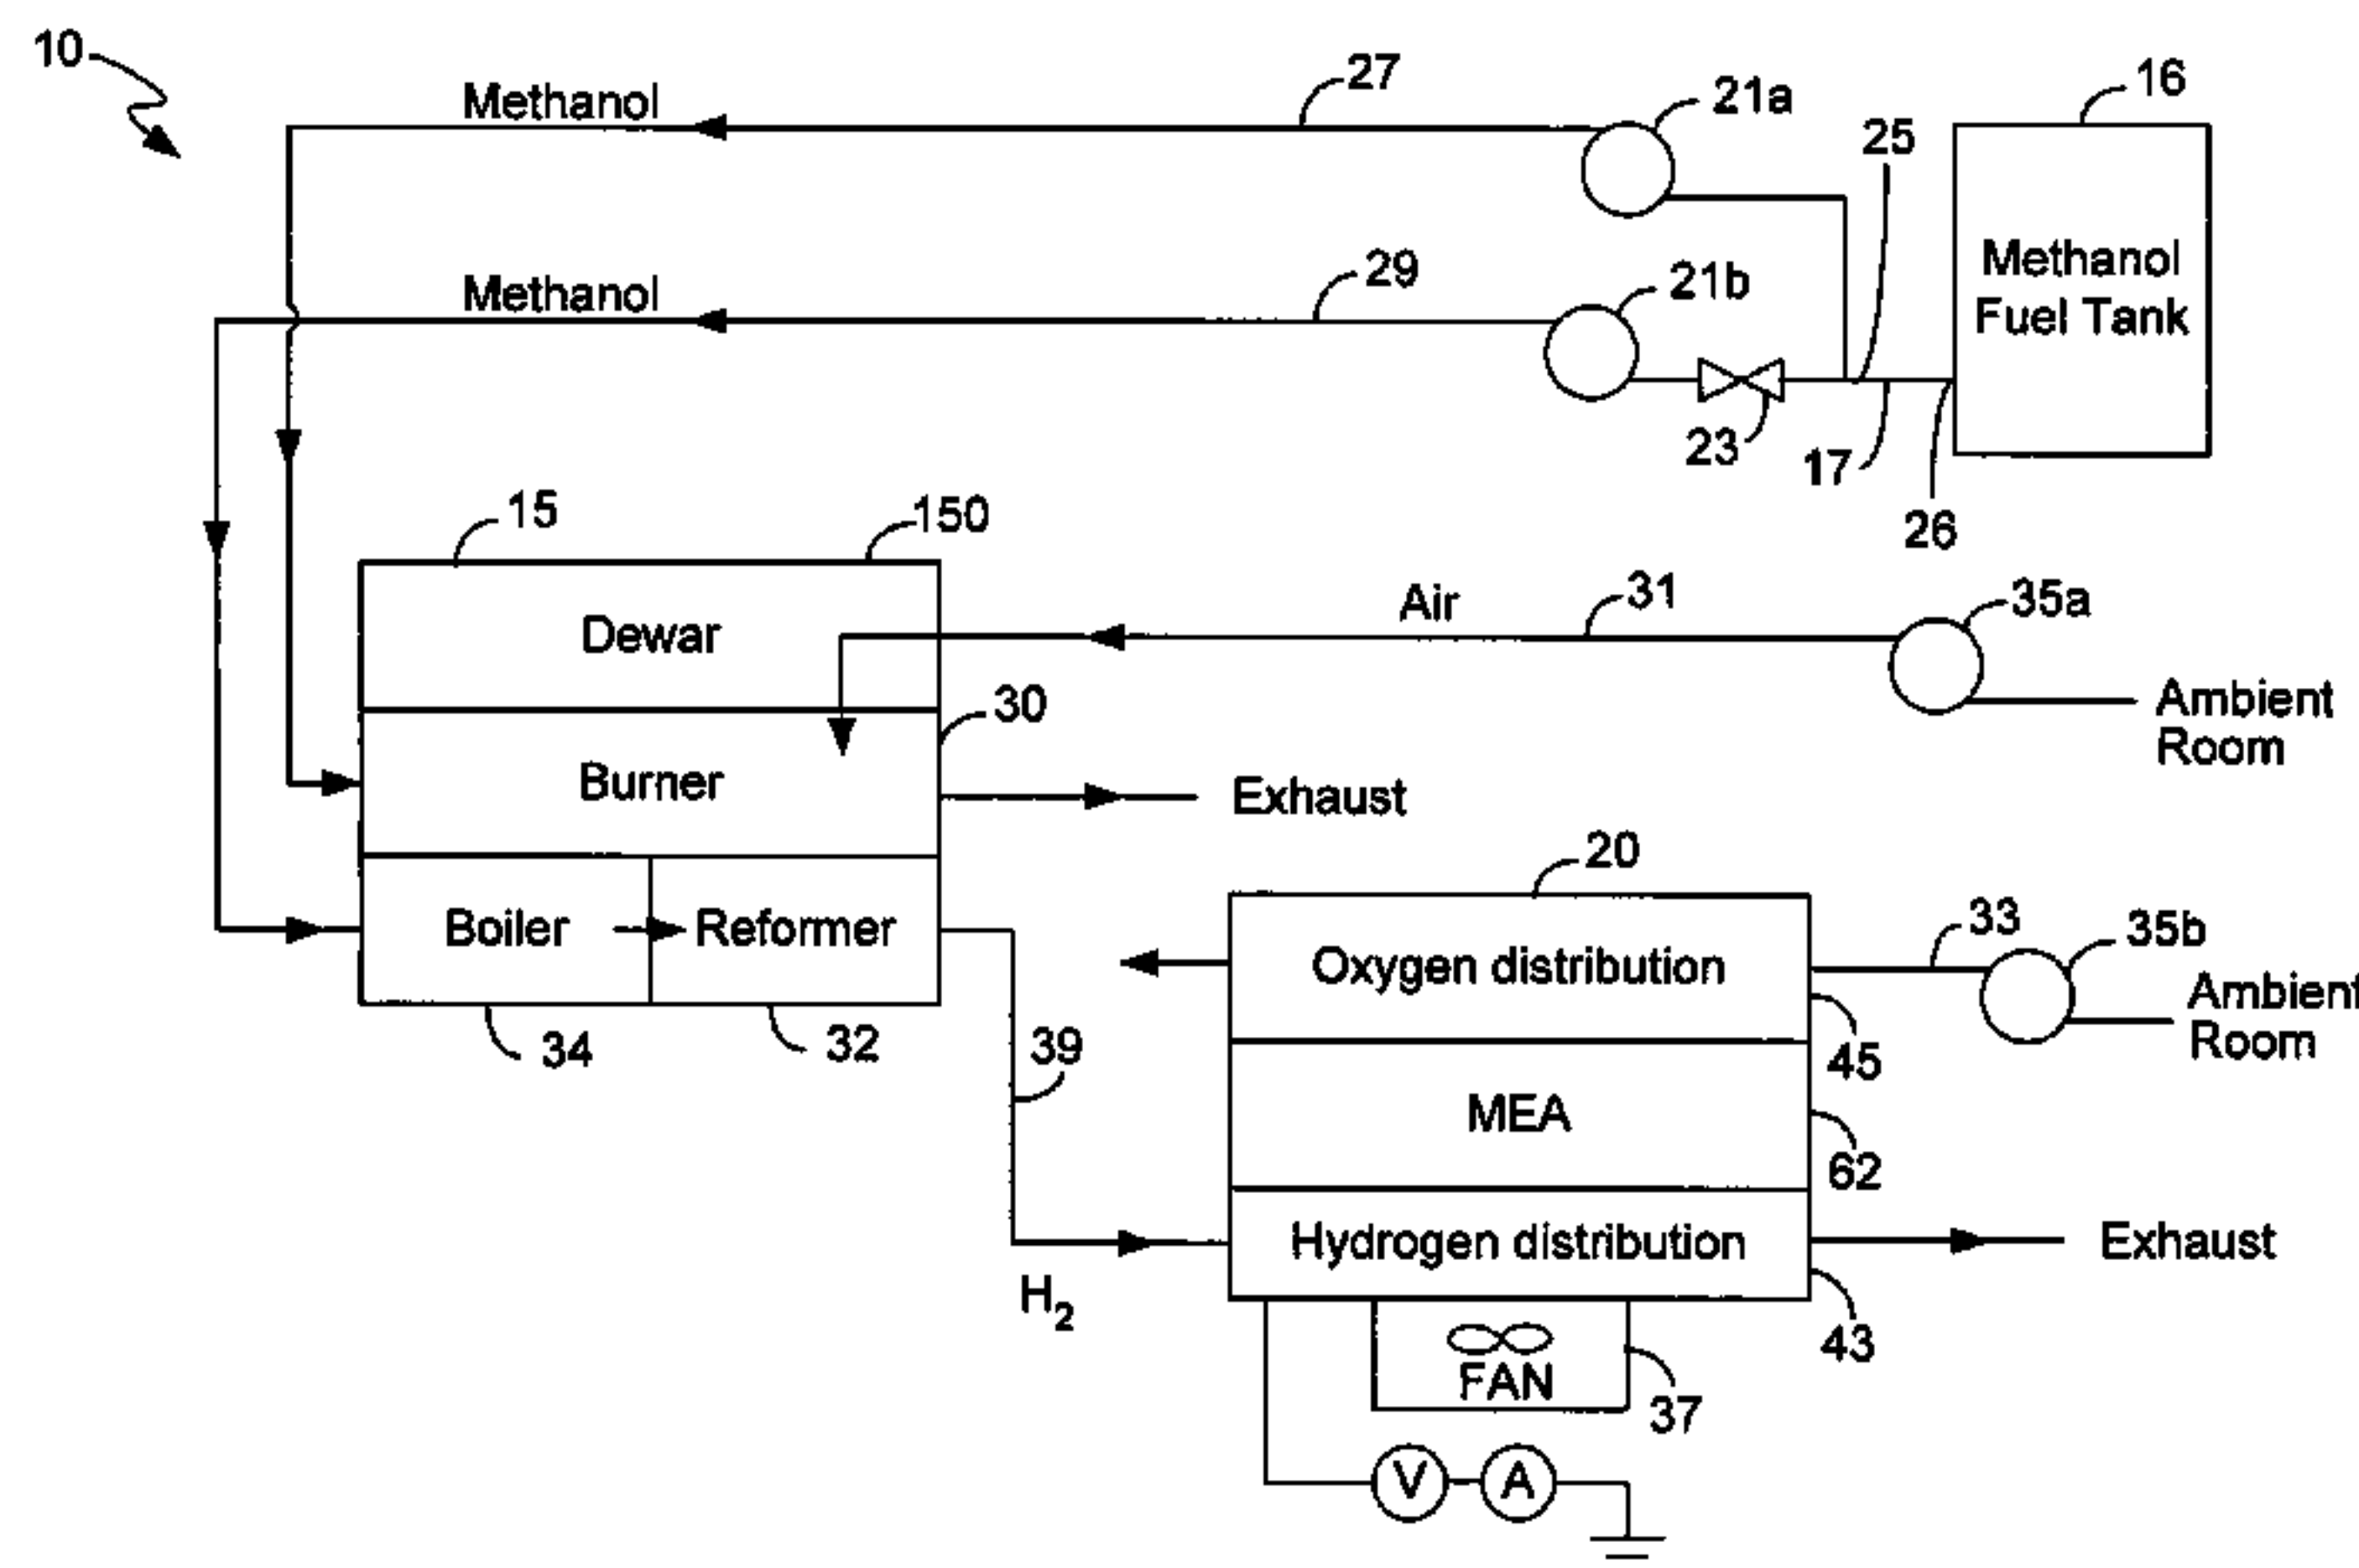 10
Methanol
27
21a
16
25
Methanol
29
21b
Methanol
Fuel Tank
23
17
26
15
150
Dewar
Air
31
35a
30
Ambient
Room
Burner
Exhaust
20
Boiler
Reformer
Oxygen distribution
33
35b
Ambient
Room
34
32
39
45
MEA
62
Hydrogen distribution
Exhaust
H2
43
FAN
37
V
A